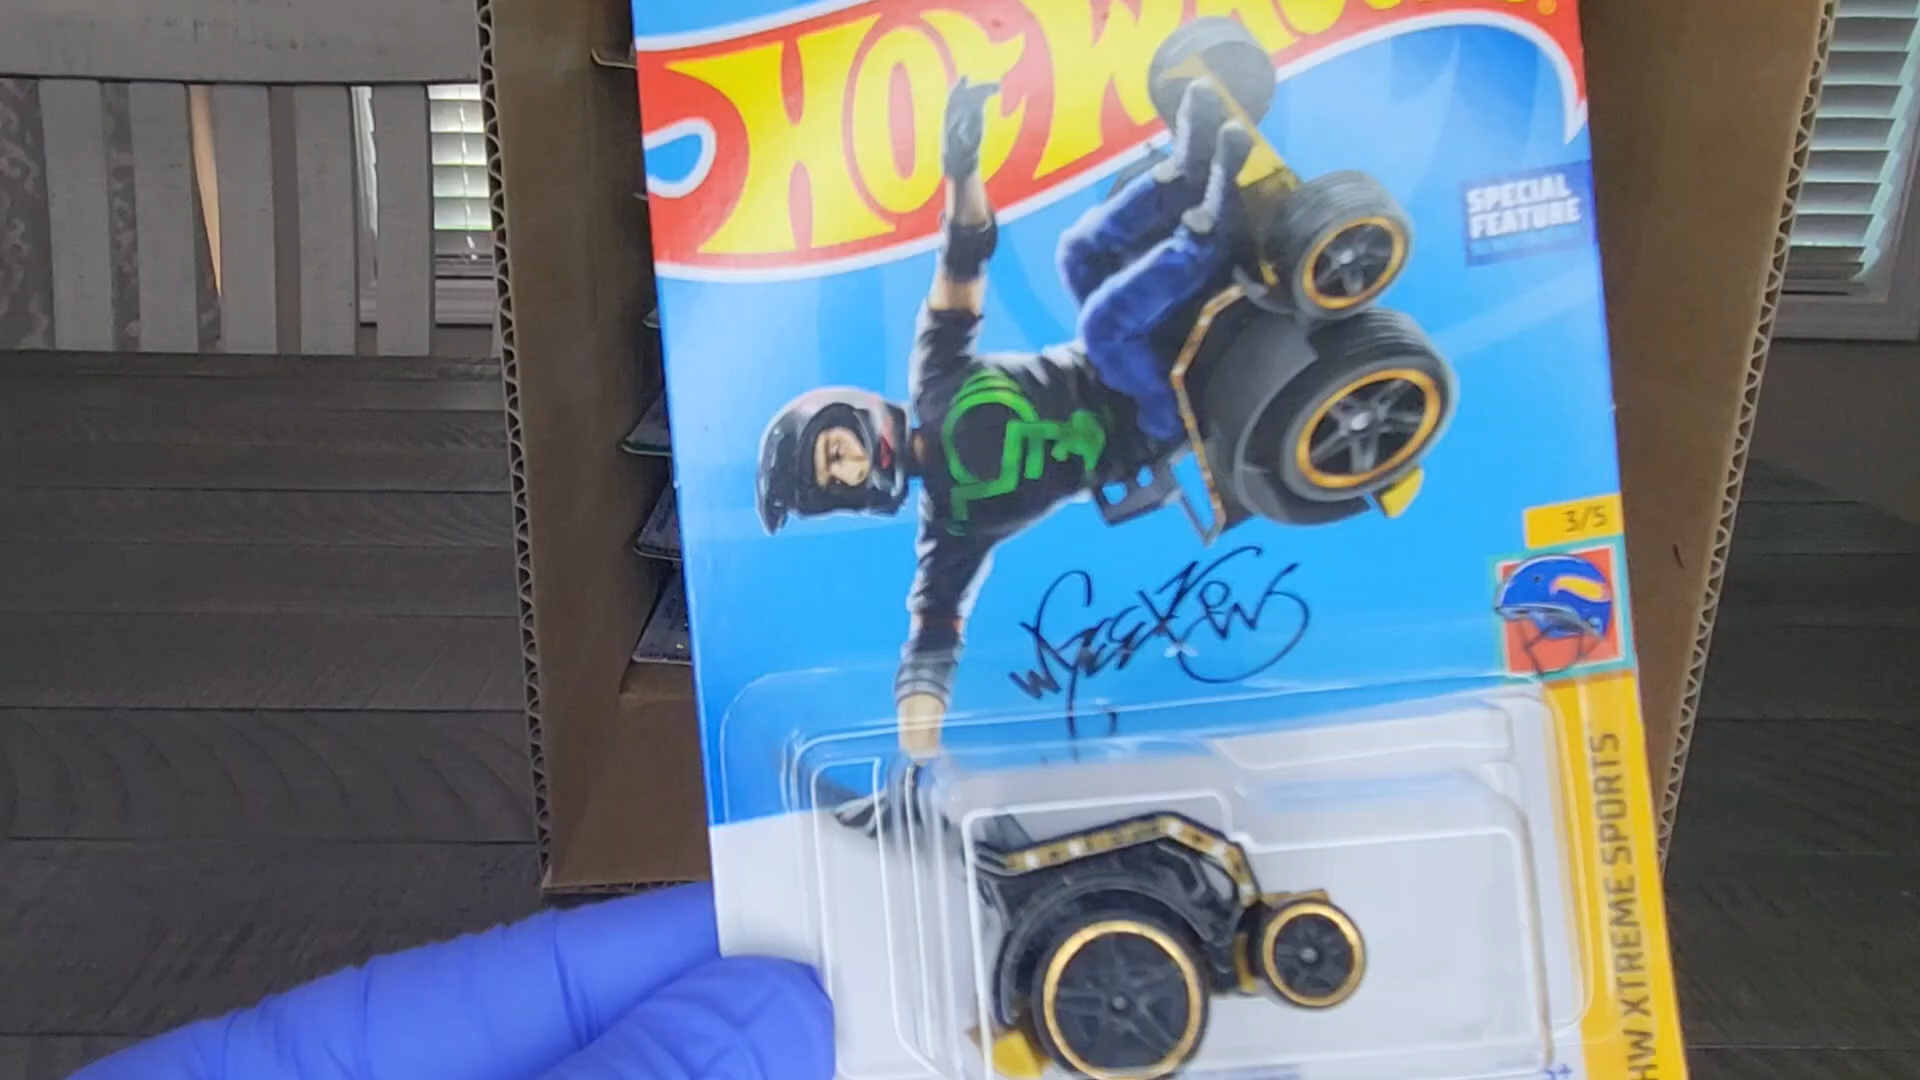 HOT WHEELS
SPECIAL
FEATURE
3/5
HW XTREME SPORTS